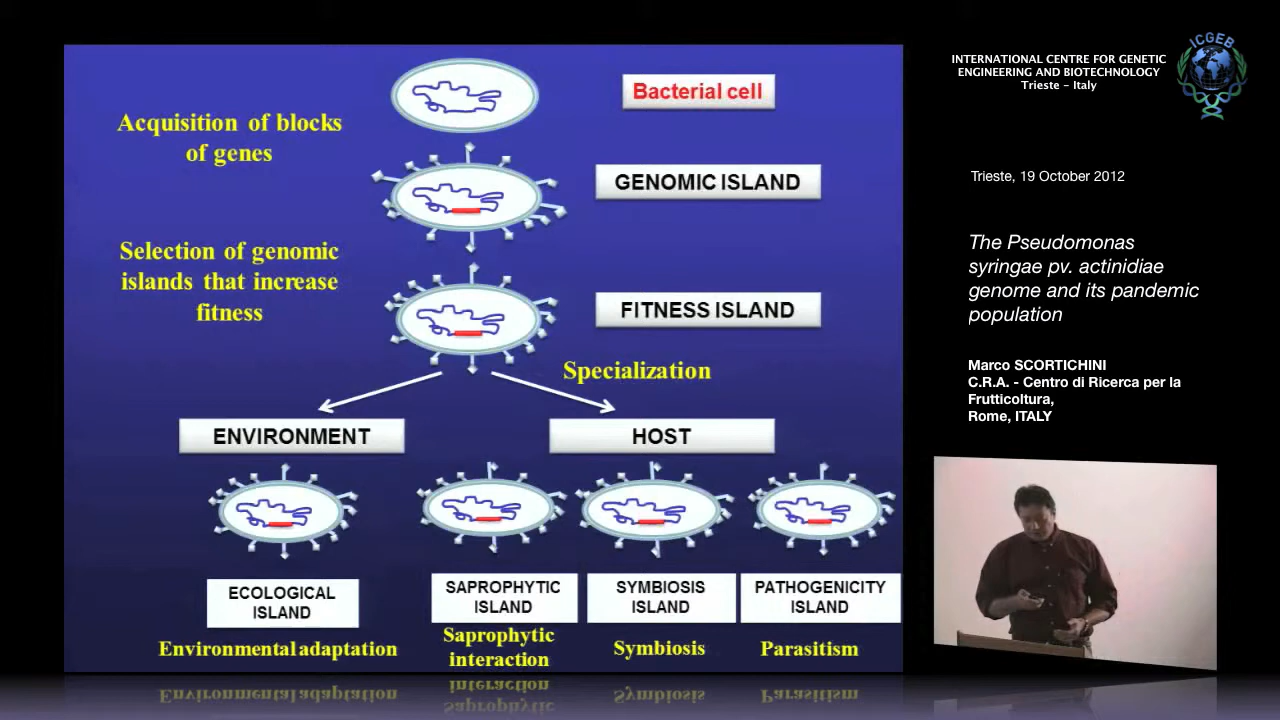 Acquisition of blocks
of genes
Bacterial cell
GENOMIC ISLAND
Selection of genomic
islands that increase
fitness
FITNESS ISLAND
Specialization
ENVIRONMENT
HOST
ECOLOGICAL
ISLAND
SAPROPHYTIC
ISLAND
SYMBIOSIS
ISLAND
PATHOGENICITY
ISLAND
Environmental adaptation
Saprophytic
interaction
Symbiosis
Parasitism
INTERNATIONAL CENTRE FOR GENETIC
ENGINEERING AND BIOTECHNOLOGY
Trieste - Italy
ICGEB
Trieste, 19 October 2012
The Pseudomonas
syringae pv. actinidiae
genome and its pandemic
population
Marco SCORTICHINI
C.R.A. - Centro di Ricerca per la
Frutticoltura,
Rome, ITALY